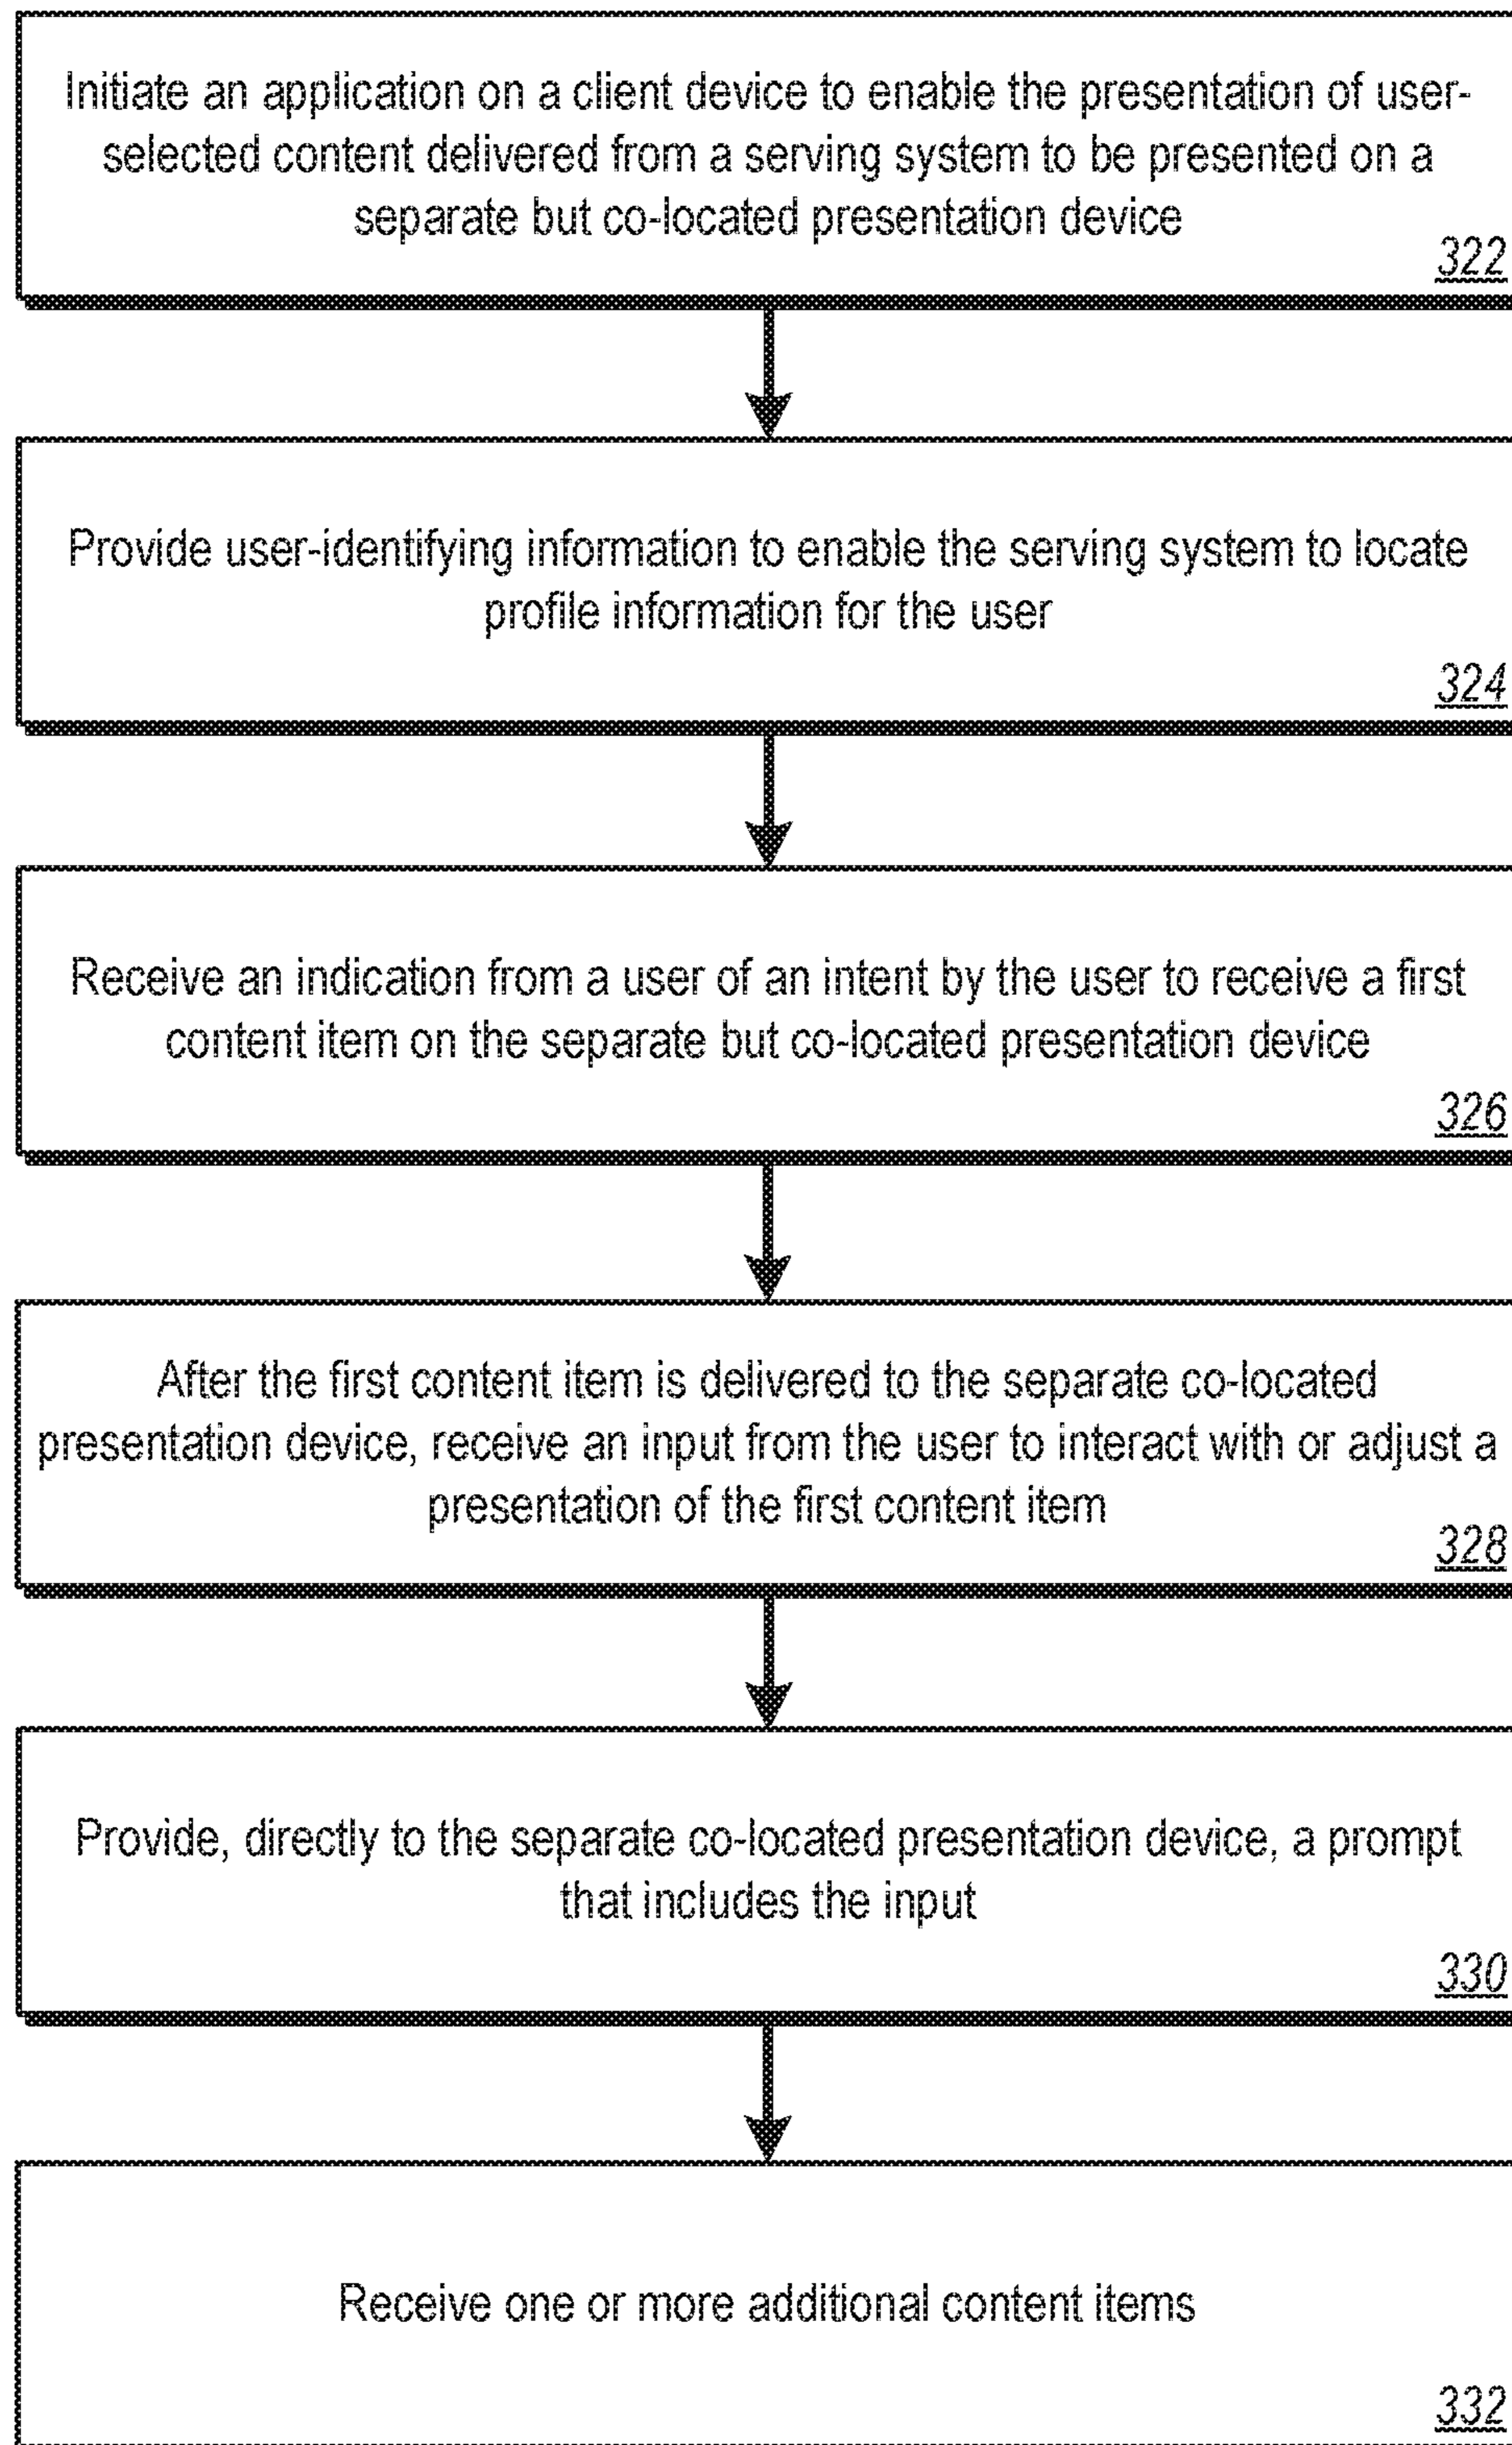 Initiate an application on a client device to enable the presentation of user-
selected content delivered from a serving system to be presented on a
separate but co-located presentation device
322
Provide user-identifying information to enable the serving system to locate
profile information for the user
324
Receive an indication from a user of an intent by the user to receive a first
content item on the separate but co-located presentation device
326
After the first content item is delivered to the separate co-located
presentation device, receive an input from the user to interact with or adjust a
presentation of the first content item
328
Provide, directly to the separate co-located presentation device, a prompt
that includes the input
330
Receive one or more additional content items
332